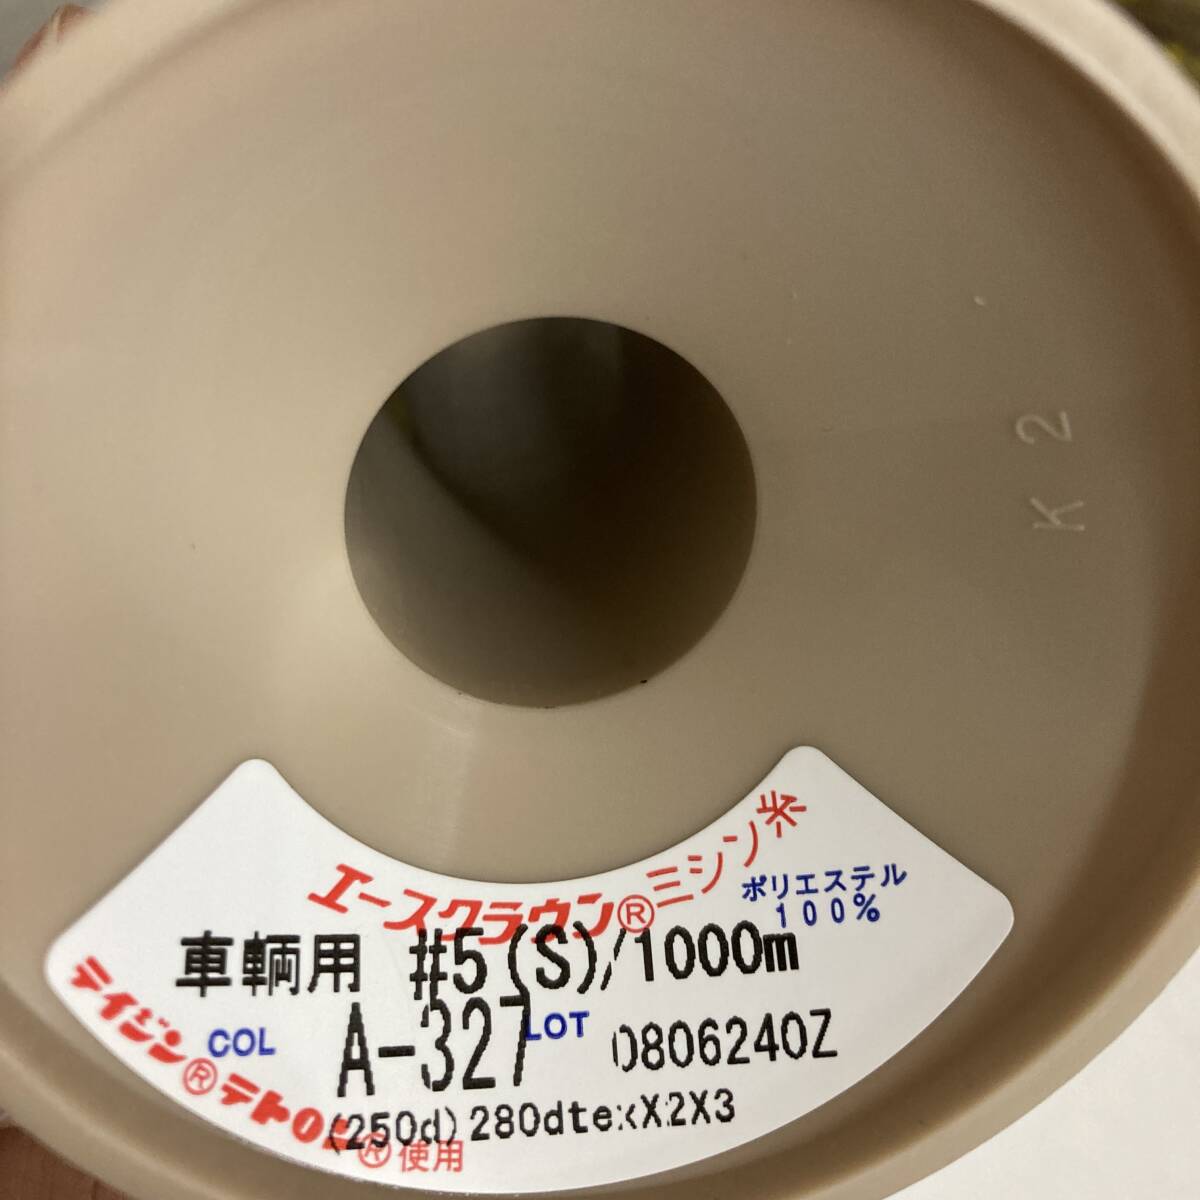 K2
エースクラウン®ミシン糸
ポリエステル
100%
車輌用 #5(S)/1000m
COL A-327 LOT 0806240Z
(250d) 280dtexX2X3
テイジン®テトロン®使用